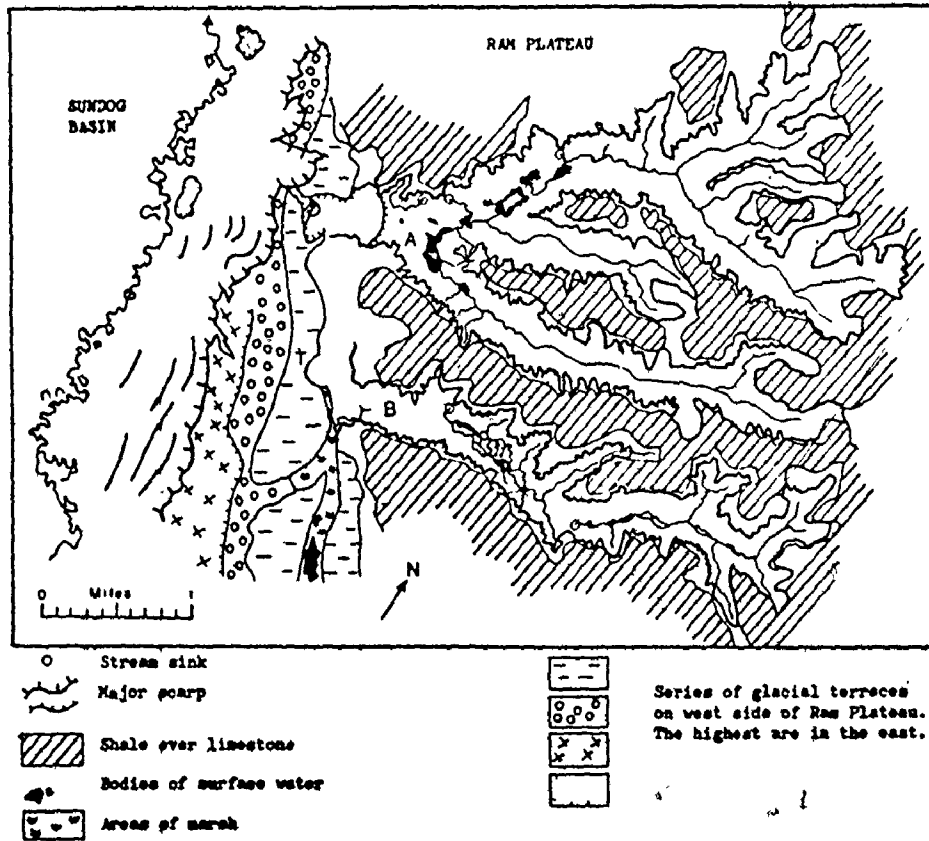 RAM PLATEAU
SUNDOG
BASIN
A
B
N
0 Miles 1
Stream sink
Major scarp
Shale over limestone
Bodies of surface water
Areas of marsh
Series of glacial terraces
on west side of Ram Plateau.
The highest are in the east.